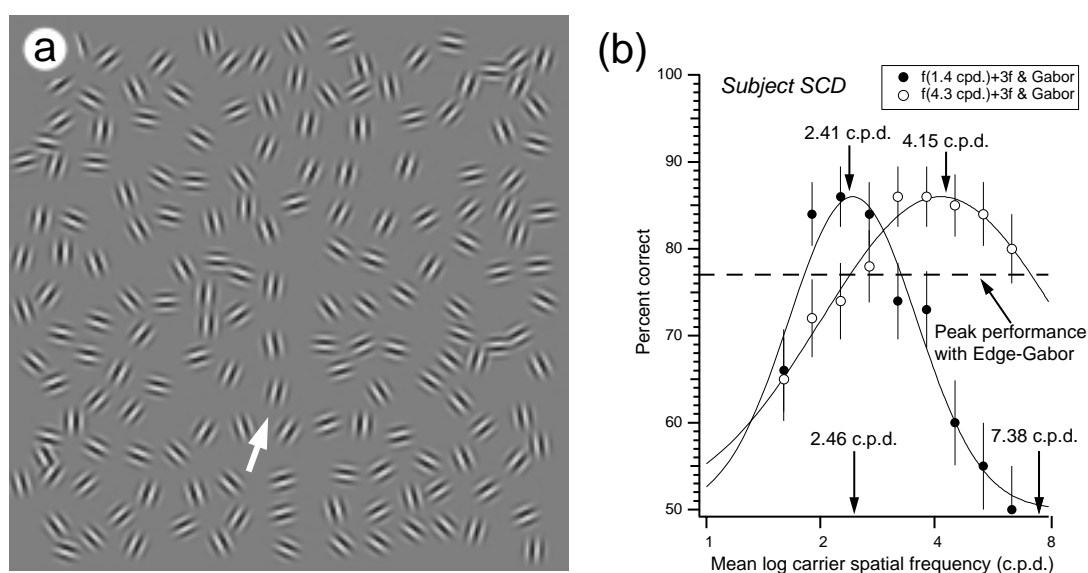 a
(b)
Subject SCD
f(1.4 cpd.)+3f & Gabor
f(4.3 cpd.)+3f & Gabor
2.41 c.p.d.
4.15 c.p.d.
Peak performance
with Edge-Gabor
2.46 c.p.d.
7.38 c.p.d.
Percent correct
100
90
80
70
60
50
1
2
4
8
Mean log carrier spatial frequency (c.p.d.)